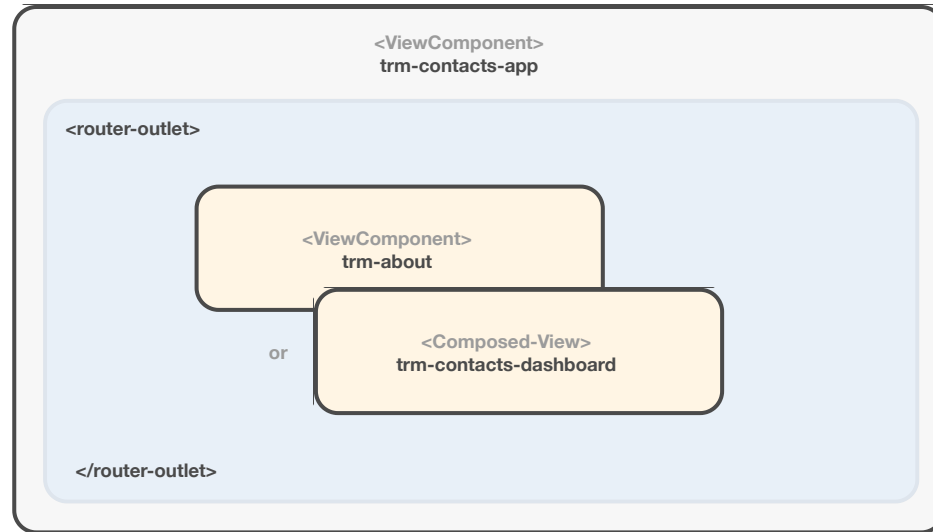 <ViewComponent>
trm-contacts-app
<router-outlet>
<ViewComponent>
trm-about
or
<Composed-View>
trm-contacts-dashboard
</router-outlet>